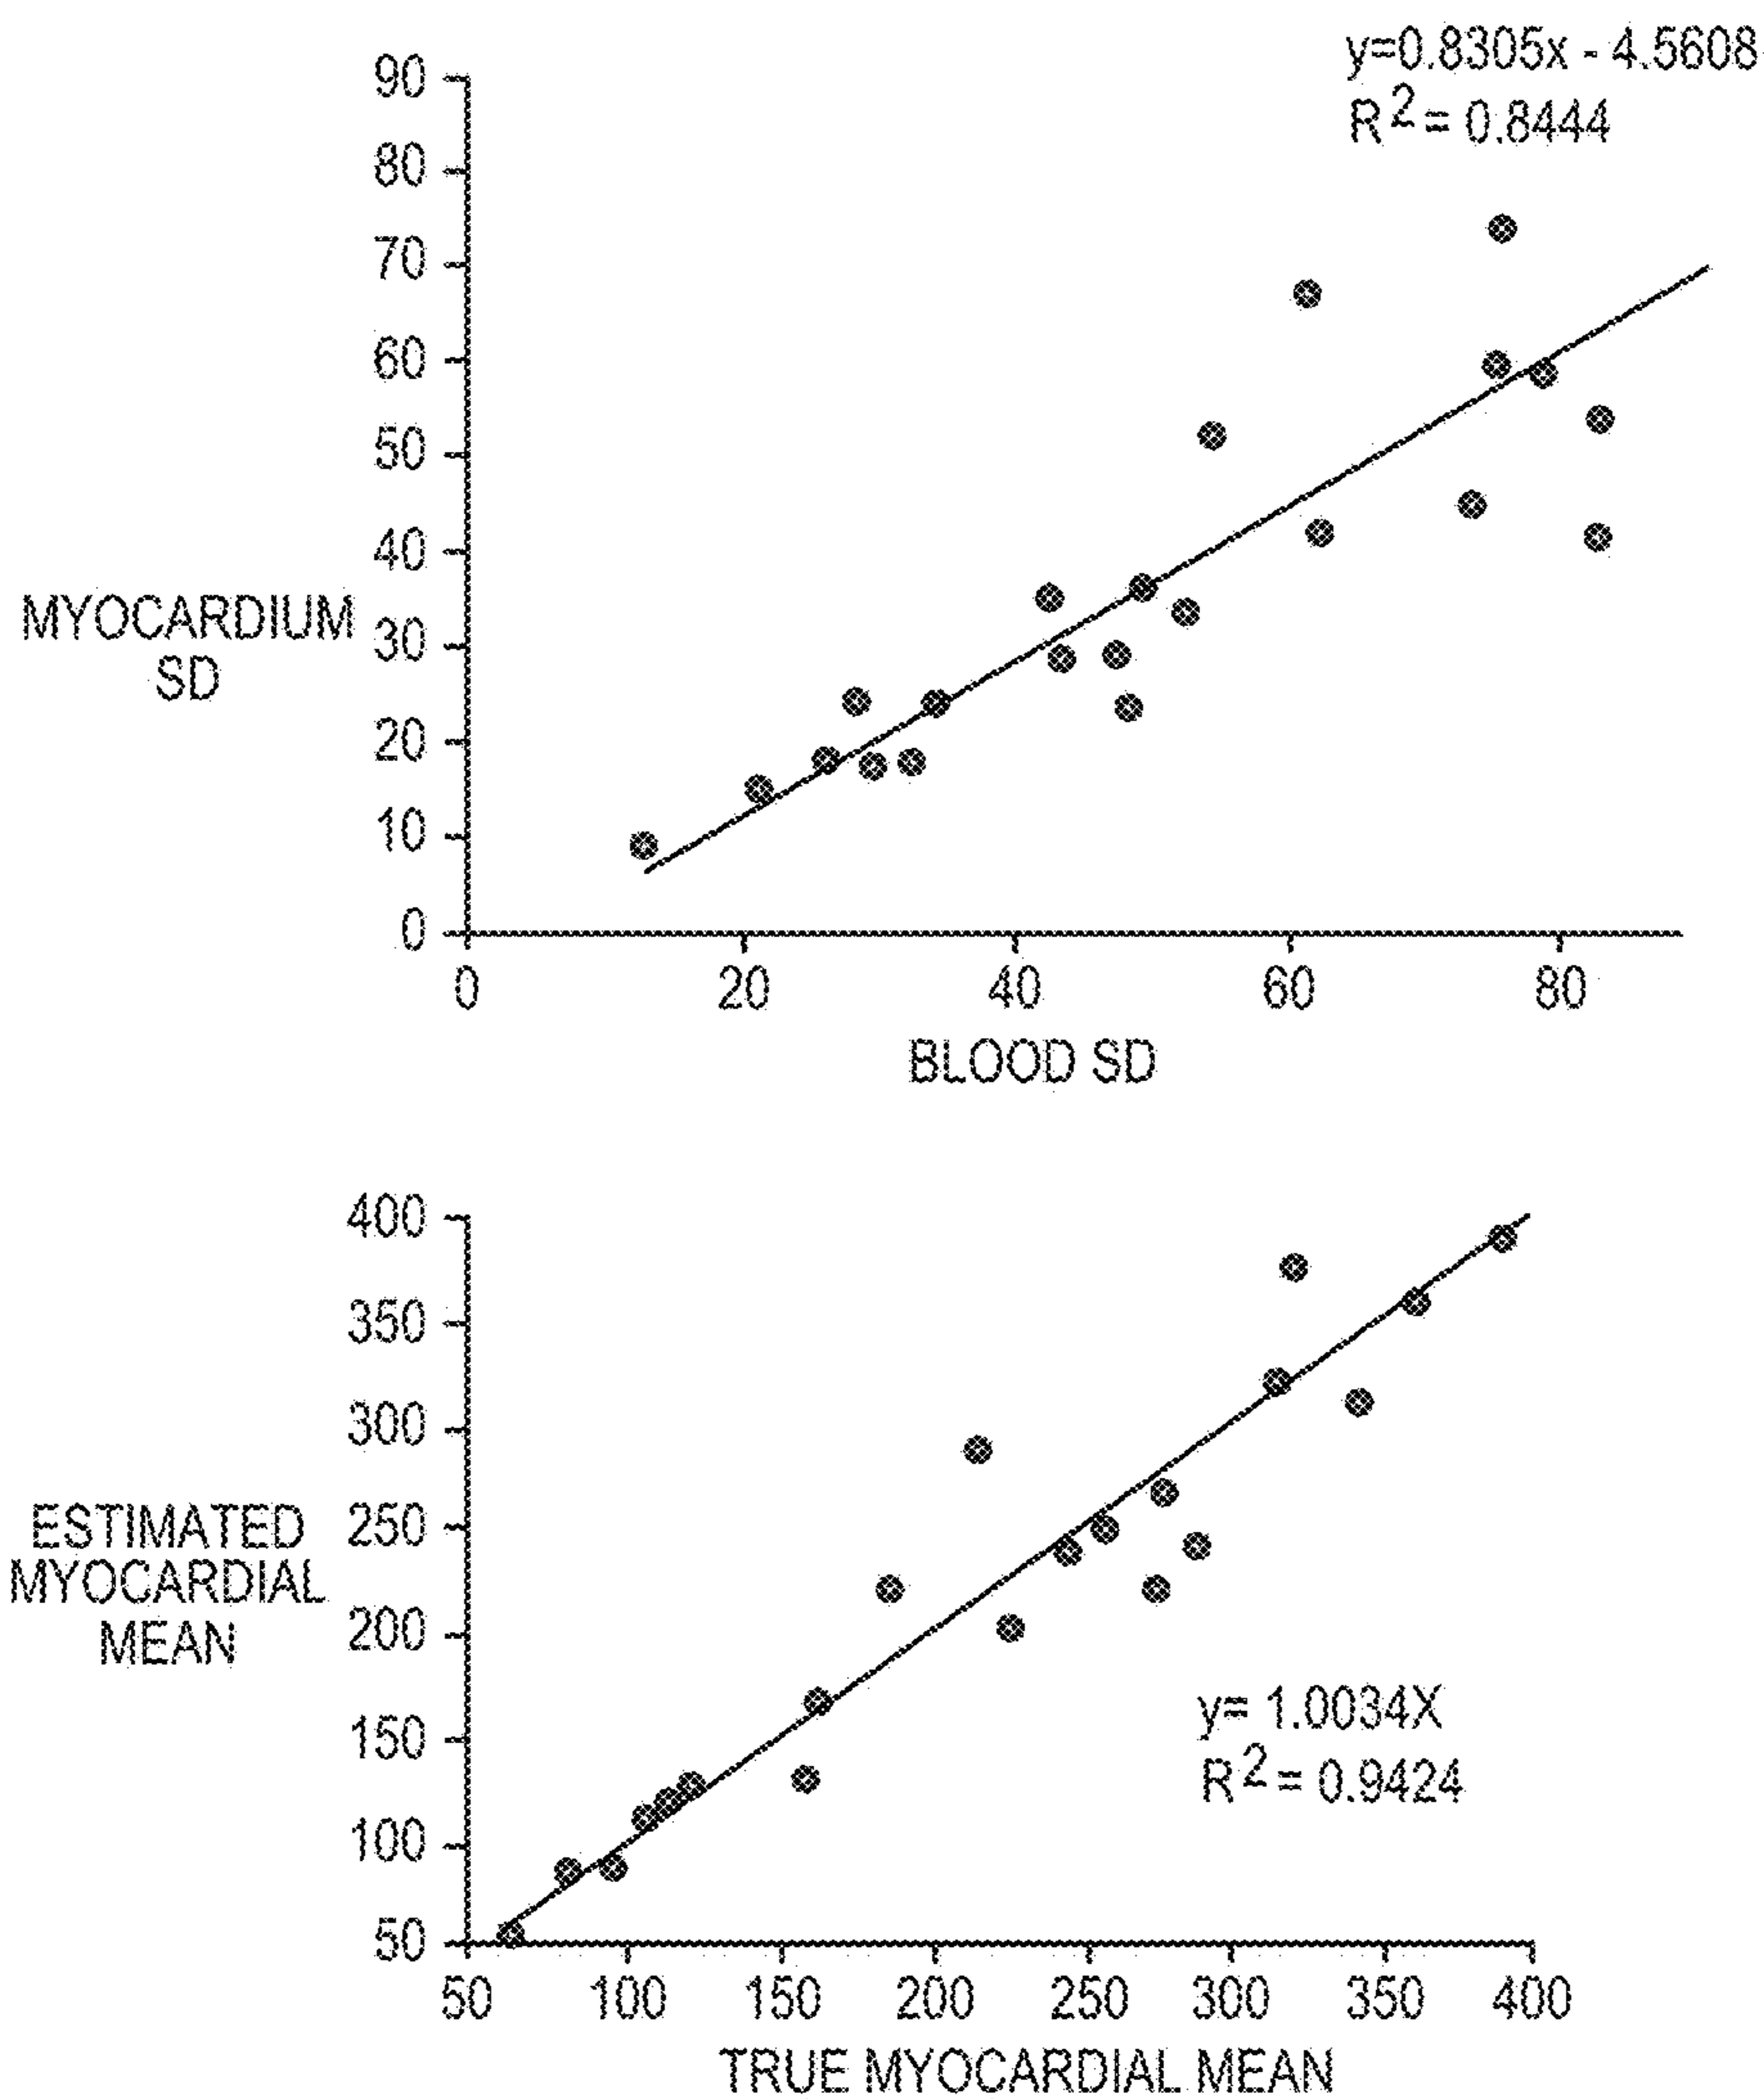 y=0.8305x - 4.5608
R² = 0.8444
90
80
70
60
50
40
30
20
10
0
MYOCARDIUM
SD
0 20 40 60 80
BLOOD SD
400
350
300
250
200
150
100
50
ESTIMATED
MYOCARDIAL
MEAN
y= 1.0034X
R² = 0.9424
50 100 150 200 250 300 350 400
TRUE MYOCARDIAL MEAN